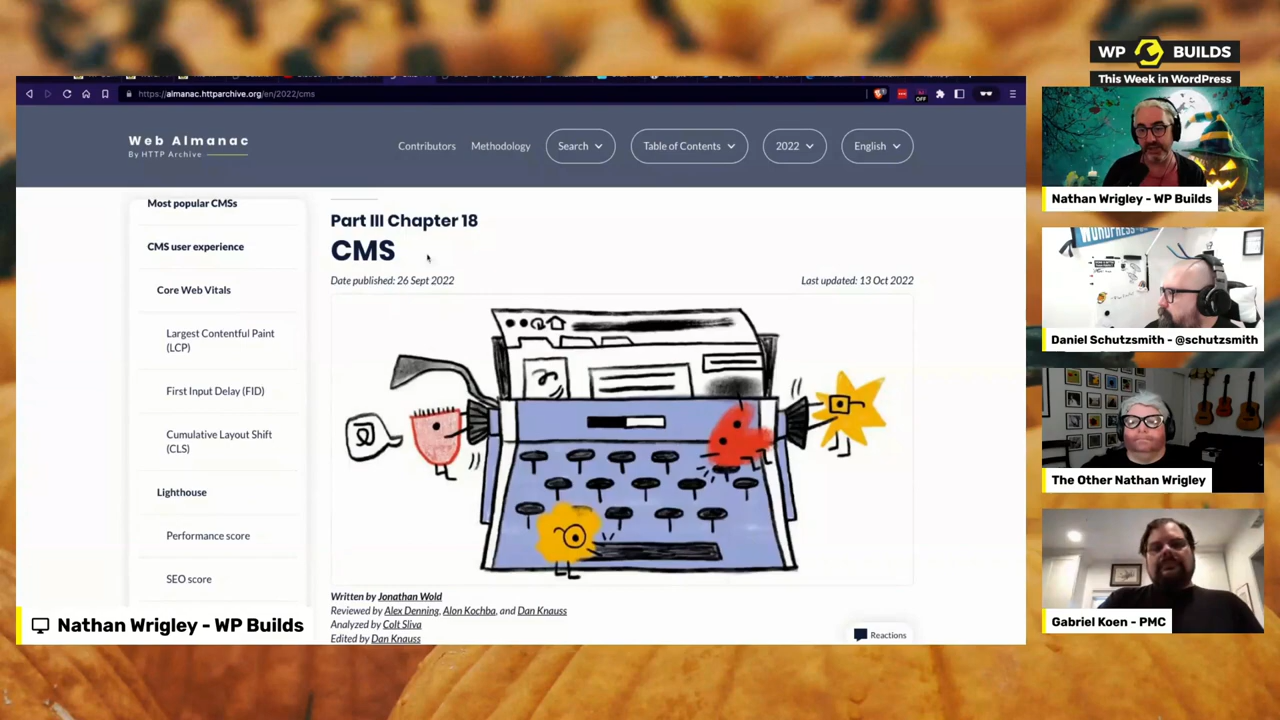 WP BUILDS
This Week in WordPress
https://almanac.httparchive.org/en/2022/cms
OFF
Web Almanac
By HTTP Archive
Contributors
Methodology
Search
Table of Contents
2022
English
Most popular CMSs
CMS user experience
Core Web Vitals
Largest Contentful Paint
(LCP)
First Input Delay (FID)
Cumulative Layout Shift
(CLS)
Lighthouse
Performance score
SEO score
Part III Chapter 18
CMS
Date published: 26 Sept 2022
Last updated: 13 Oct 2022
Written by Jonathan Wold
Reviewed by Alex Denning, Alon Kochba, and Dan Knauss
Analyzed by Colt Sliva
Edited by Dan Knauss
Reactions
Nathan Wrigley - WP Builds
Nathan Wrigley - WP Builds
WORDPRESS
Daniel Schutzsmith - @schutzsmith
The Other Nathan Wrigley
Gabriel Koen - PMC